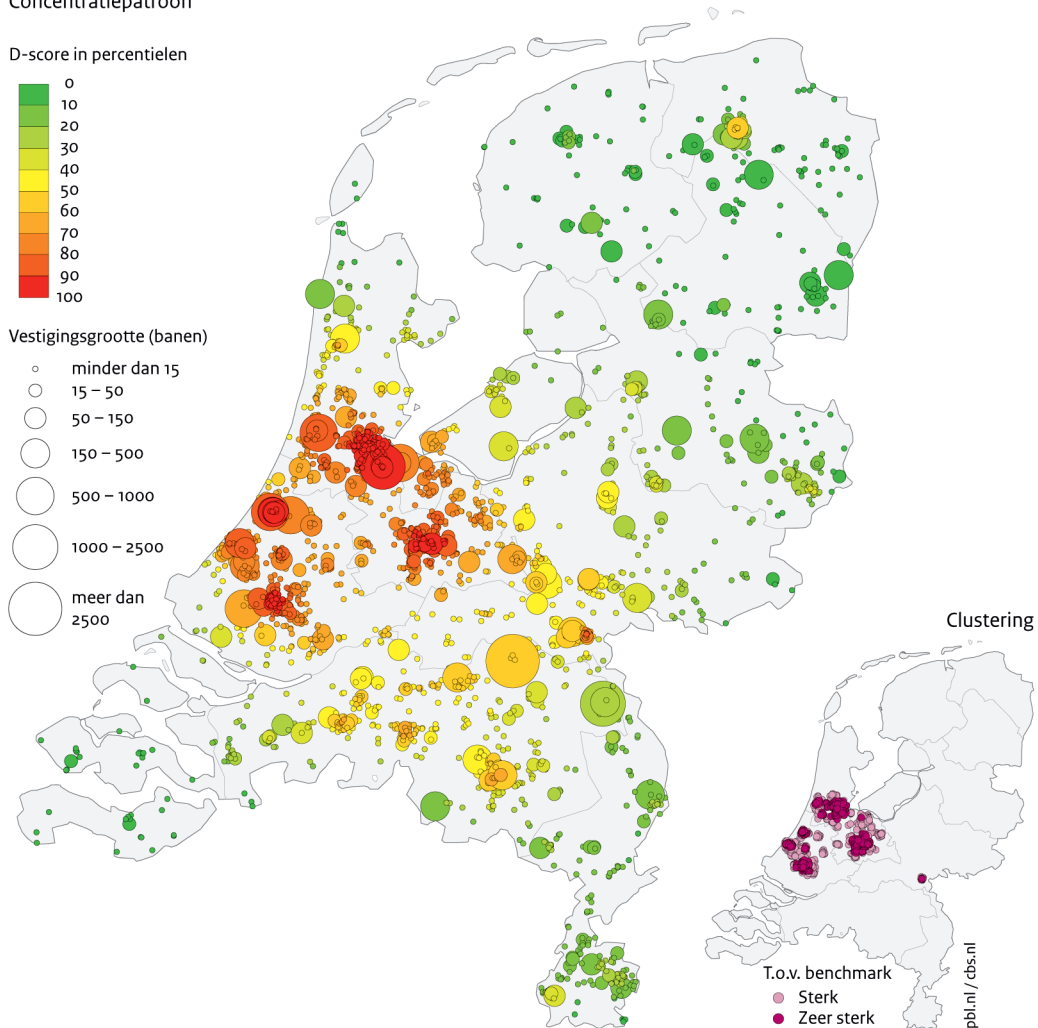 Concentratiepatroon
D-score in percentielen
0
10
20
30
40
50
60
70
80
90
100
Vestigingsgrootte (banen)
minder dan 15
15 – 50
50 – 150
150 – 500
500 – 1000
1000 – 2500
meer dan
2500
Clustering
T.o.v. benchmark
Sterk
Zeer sterk
pbl.nl / cbs.nl